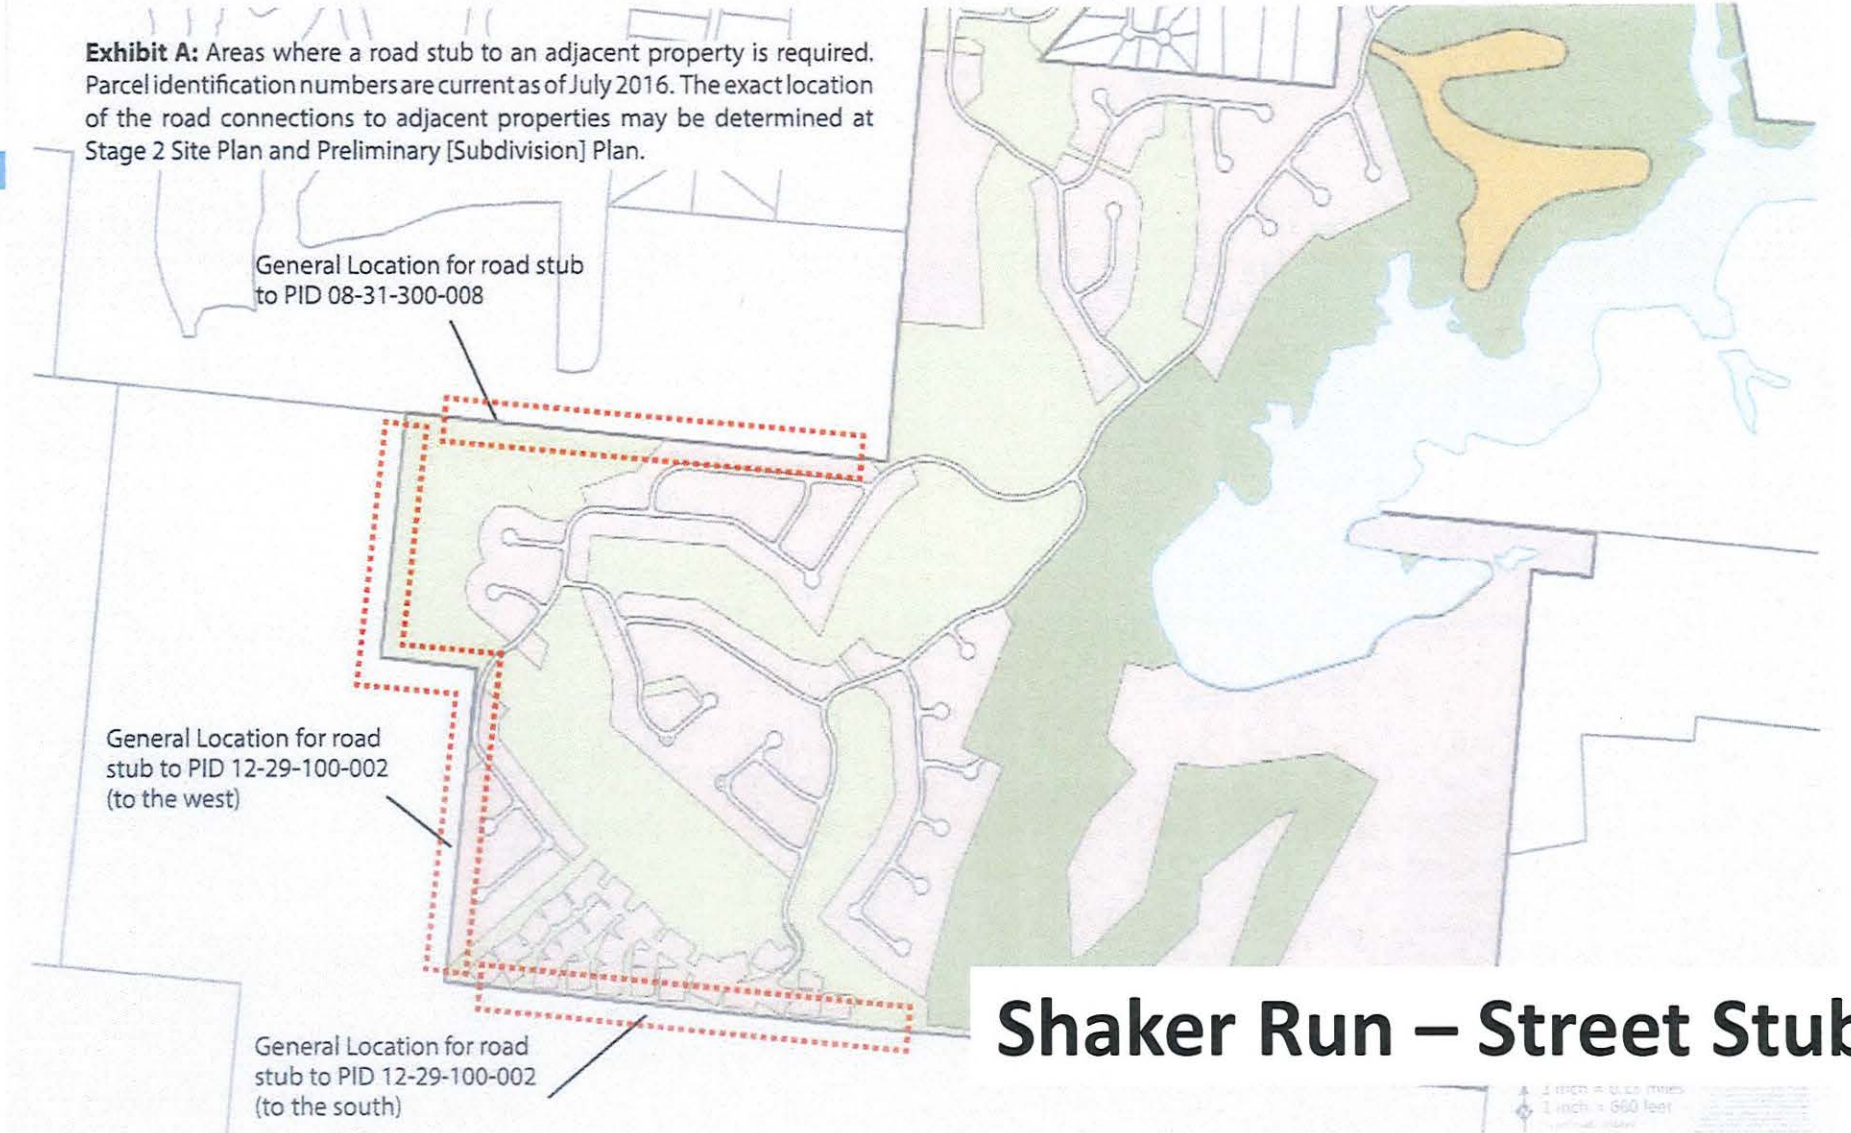 Exhibit A: Areas where a road stub to an adjacent property is required.
Parcel identification numbers are current as of July 2016. The exact location
of the road connections to adjacent properties may be determined at
Stage 2 Site Plan and Preliminary [Subdivision] Plan.
General Location for road stub
to PID 08-31-300-008
General Location for road
stub to PID 12-29-100-002
(to the west)
General Location for road
stub to PID 12-29-100-002
(to the south)
Shaker Run – Street Stub
1 inch = 660 feet